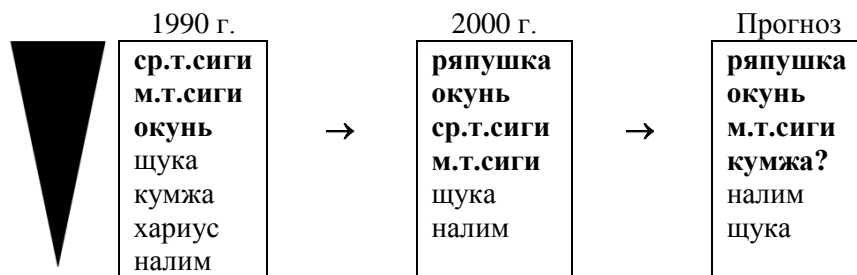 1990 г.
ср.т.сиги
м.т.сиги
окунь
щука
кумжа
хариус
налим
→
2000 г.
ряпушка
окунь
ср.т.сиги
м.т.сиги
щука
налим
→
Прогноз
ряпушка
окунь
м.т.сиги
кумжа?
налим
щука